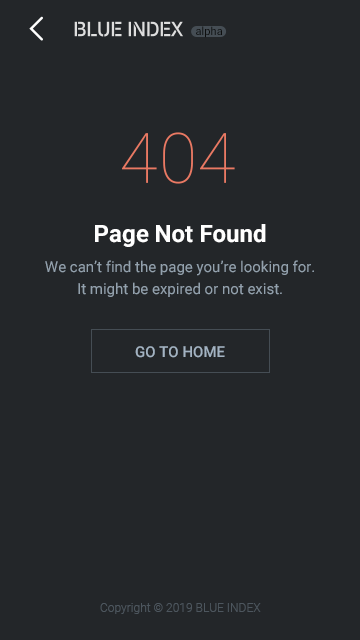 BLUE INDEX alpha
404
Page Not Found
We can't find the page you're looking for.
It might be expired or not exist.
GO TO HOME
Copyright © 2019 BLUE INDEX